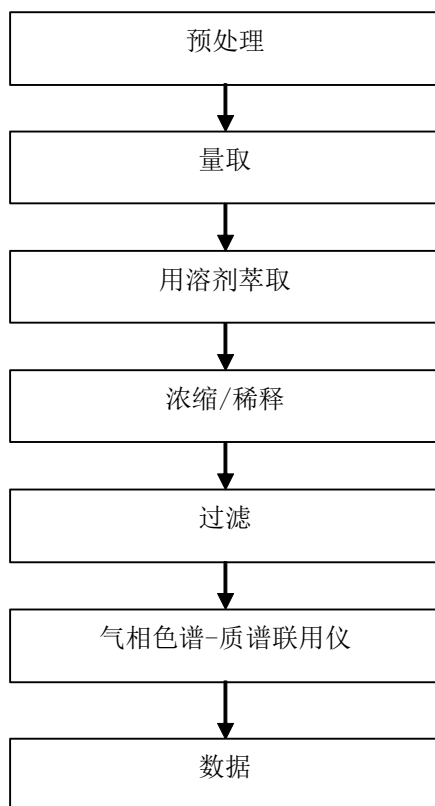 预处理
量取
用溶剂萃取
浓缩/稀释
过滤
气相色谱-质谱联用仪
数据